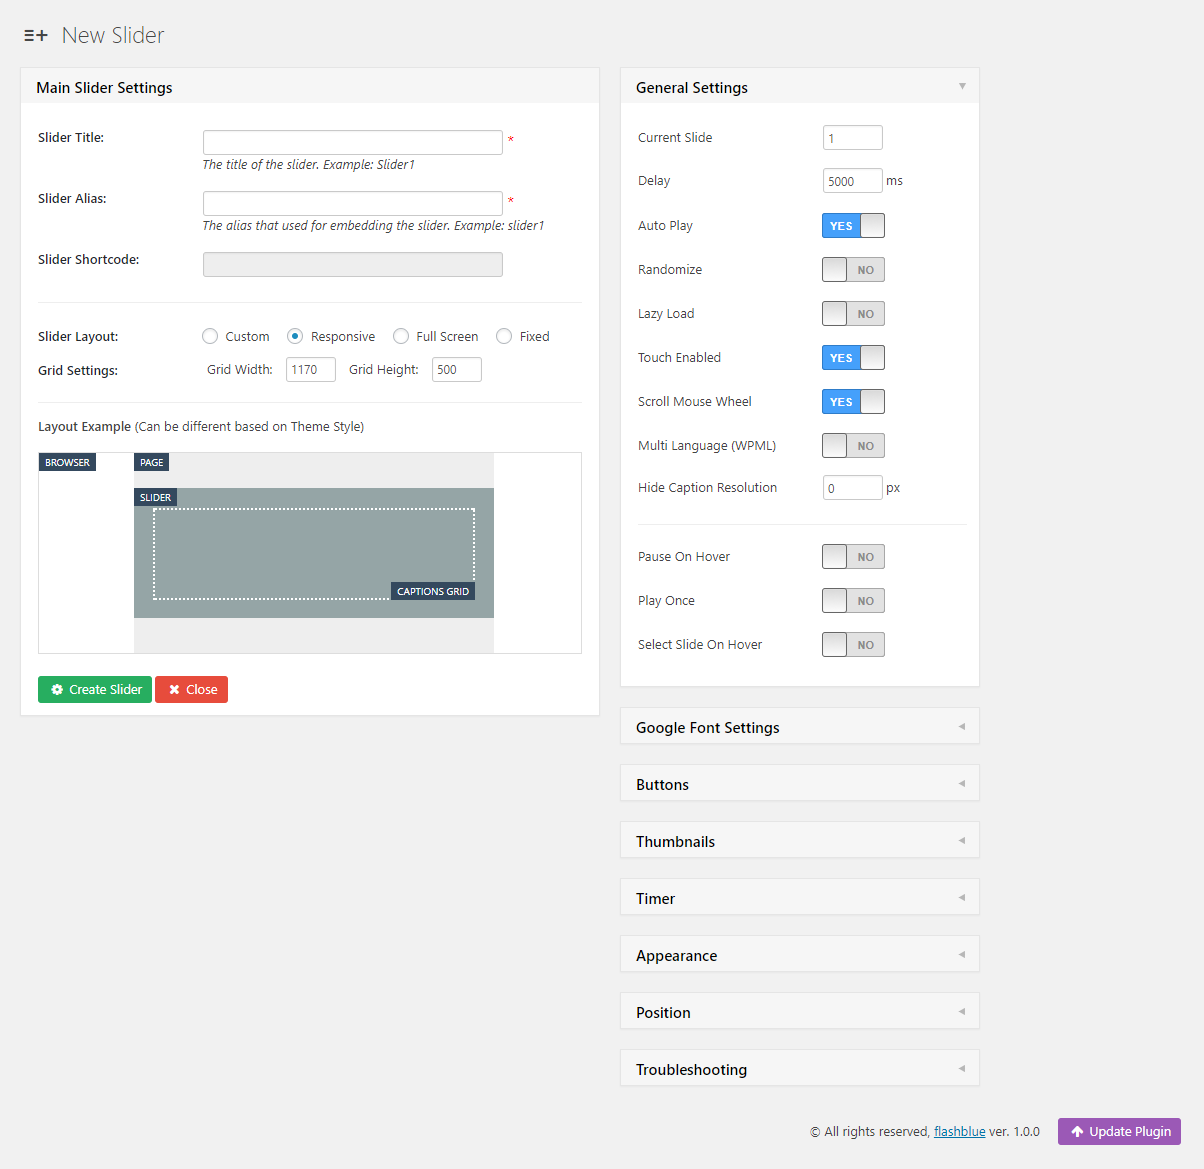 New Slider
Main Slider Settings
Slider Title:
*
The title of the slider. Example: Slider1
Slider Alias:
*
The alias that used for embedding the slider. Example: slider1
Slider Shortcode:
Slider Layout: Custom Responsive Full Screen Fixed
Grid Settings: Grid Width: 1170 Grid Height: 500
Layout Example (Can be different based on Theme Style)
BROWSER PAGE
SLIDER
CAPTIONS GRID
Create Slider Close
General Settings
Current Slide 1
Delay 5000 ms
Auto Play YES
Randomize NO
Lazy Load NO
Touch Enabled YES
Scroll Mouse Wheel YES
Multi Language (WPML) NO
Hide Caption Resolution 0 px
Pause On Hover NO
Play Once NO
Select Slide On Hover NO
Google Font Settings
Buttons
Thumbnails
Timer
Appearance
Position
Troubleshooting
© All rights reserved, flashblue ver. 1.0.0 Update Plugin